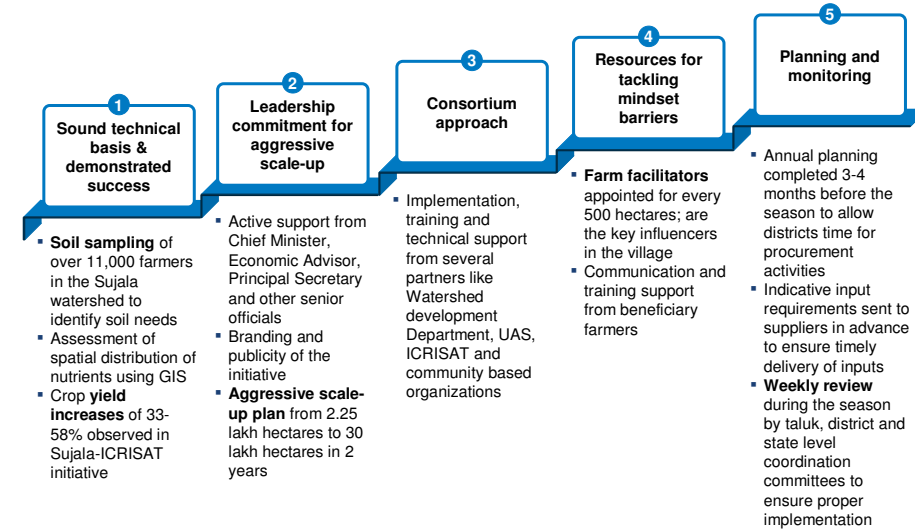 1
Sound technical
basis &
demonstrated
success
▪ Soil sampling of
over 11,000 farmers
in the Sujala
watershed to
identify soil needs
▪ Assessment of
spatial distribution of
nutrients using GIS
▪ Crop yield
increases of 33-
58% observed in
Sujala-ICRISAT
initiative
2
Leadership
commitment for
aggressive
scale-up
▪ Active support from
Chief Minister,
Economic Advisor,
Principal Secretary
and other senior
officials
▪ Branding and
publicity of the
initiative
▪ Aggressive scale-
up plan from 2.25
lakh hectares to 30
lakh hectares in 2
years
3
Consortium
approach
▪ Implementation,
training and
technical support
from several
partners like
Watershed
development
Department, UAS,
ICRISAT and
community based
organizations
4
Resources for
tackling
mindset
barriers
▪ Farm facilitators
appointed for every
500 hectares; are
the key influencers
in the village
▪ Communication and
training support
from beneficiary
farmers
5
Planning and
monitoring
▪ Annual planning
completed 3-4
months before the
season to allow
districts time for
procurement
activities
▪ Indicative input
requirements sent to
suppliers in advance
to ensure timely
delivery of inputs
▪ Weekly review
during the season
by taluk, district and
state level
coordination
committees to
ensure proper
implementation